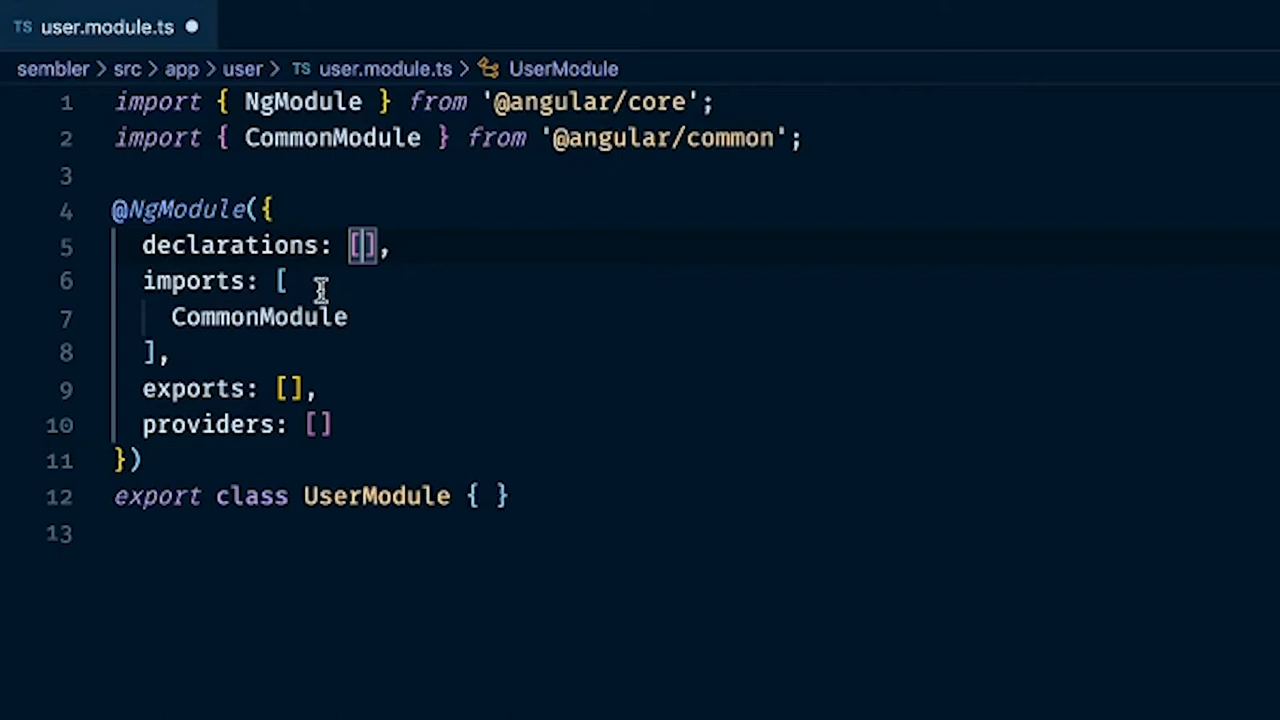 TS user.module.ts
sembler > src > app > user > TS user.module.ts > UserModule
1 import { NgModule } from '@angular/core';
2 import { CommonModule } from '@angular/common';
3
4 @NgModule({
5 declarations: [],
6 imports: [
7 CommonModule
8 ],
9 exports: [],
10 providers: []
11 })
12 export class UserModule { }
13